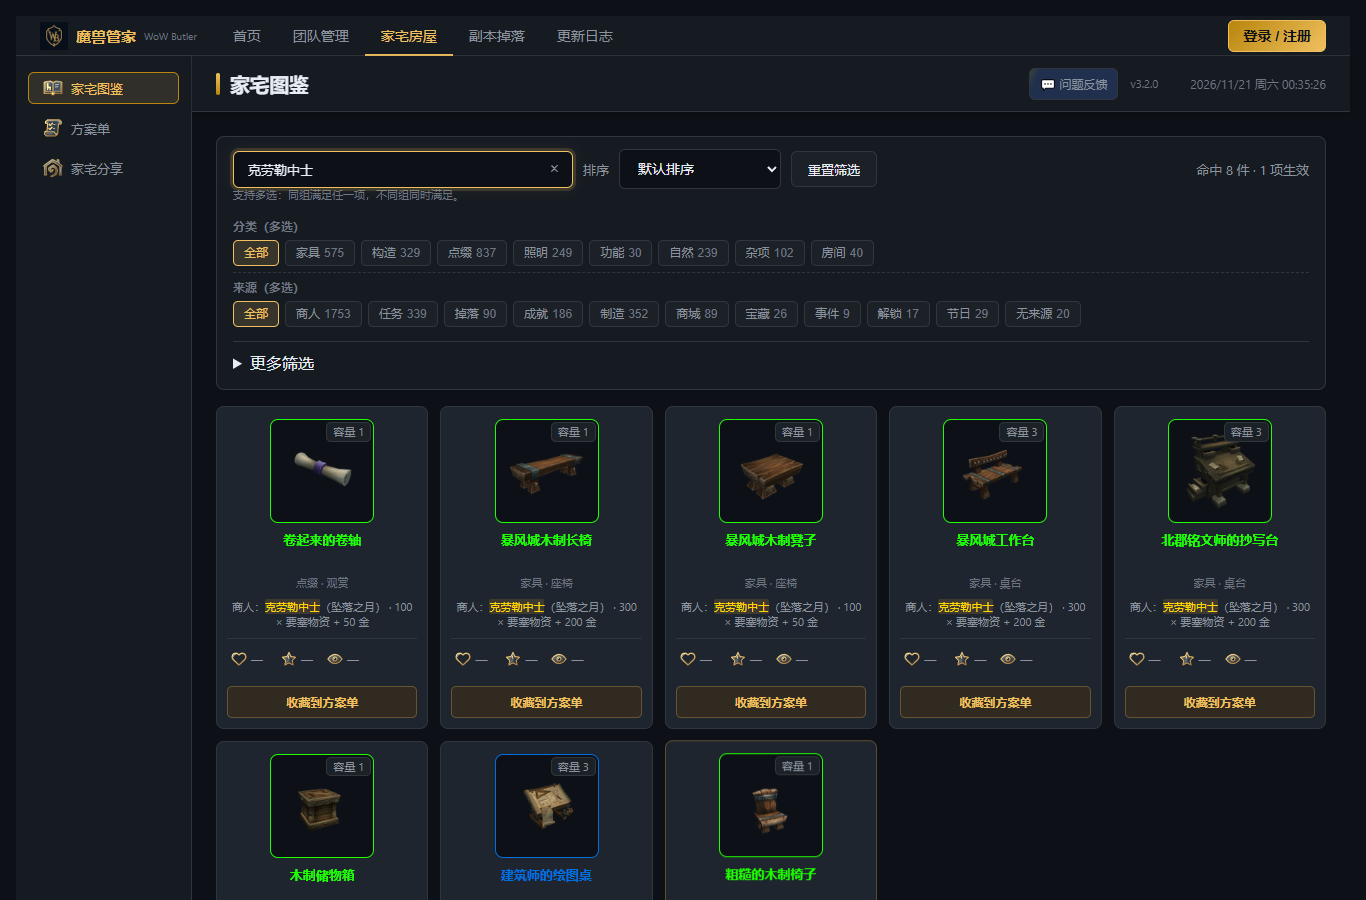 魔兽管家 WoW Butler 首页 团队管理 家宅房屋 副本掉落 更新日志 登录 / 注册
家宅图鉴
方案单
家宅分享
家宅图鉴 问题反馈 v3.2.0 2026/11/21 周六 00:35:26
克劳勒中士 × 排序 默认排序 重置筛选 命中 8 件 · 1 项生效
支持多选：同组满足任一项，不同组同时满足。
分类（多选）
全部 家具 575 构造 329 点缀 837 照明 249 功能 30 自然 239 杂项 102 房间 40
来源（多选）
全部 商人 1753 任务 339 掉落 90 成就 186 制造 352 商城 89 宝藏 26 事件 9 解锁 17 节日 29 无来源 20
▶ 更多筛选
容量 1
卷起来的卷轴
点缀 · 观赏
商人：克劳勒中士（坠落之月） · 100
× 要塞物资 + 50 金
— — —
收藏到方案单
容量 1
暴风城木制长椅
家具 · 座椅
商人：克劳勒中士（坠落之月） · 300
× 要塞物资 + 200 金
— — —
收藏到方案单
容量 1
暴风城木制凳子
家具 · 座椅
商人：克劳勒中士（坠落之月） · 100
× 要塞物资 + 50 金
— — —
收藏到方案单
容量 3
暴风城工作台
家具 · 桌台
商人：克劳勒中士（坠落之月） · 300
× 要塞物资 + 200 金
— — —
收藏到方案单
容量 3
北郡铭文师的抄写台
家具 · 桌台
商人：克劳勒中士（坠落之月） · 300
× 要塞物资 + 200 金
— — —
收藏到方案单
容量 1
木制储物箱
容量 3
建筑师的绘图桌
容量 1
粗糙的木制椅子